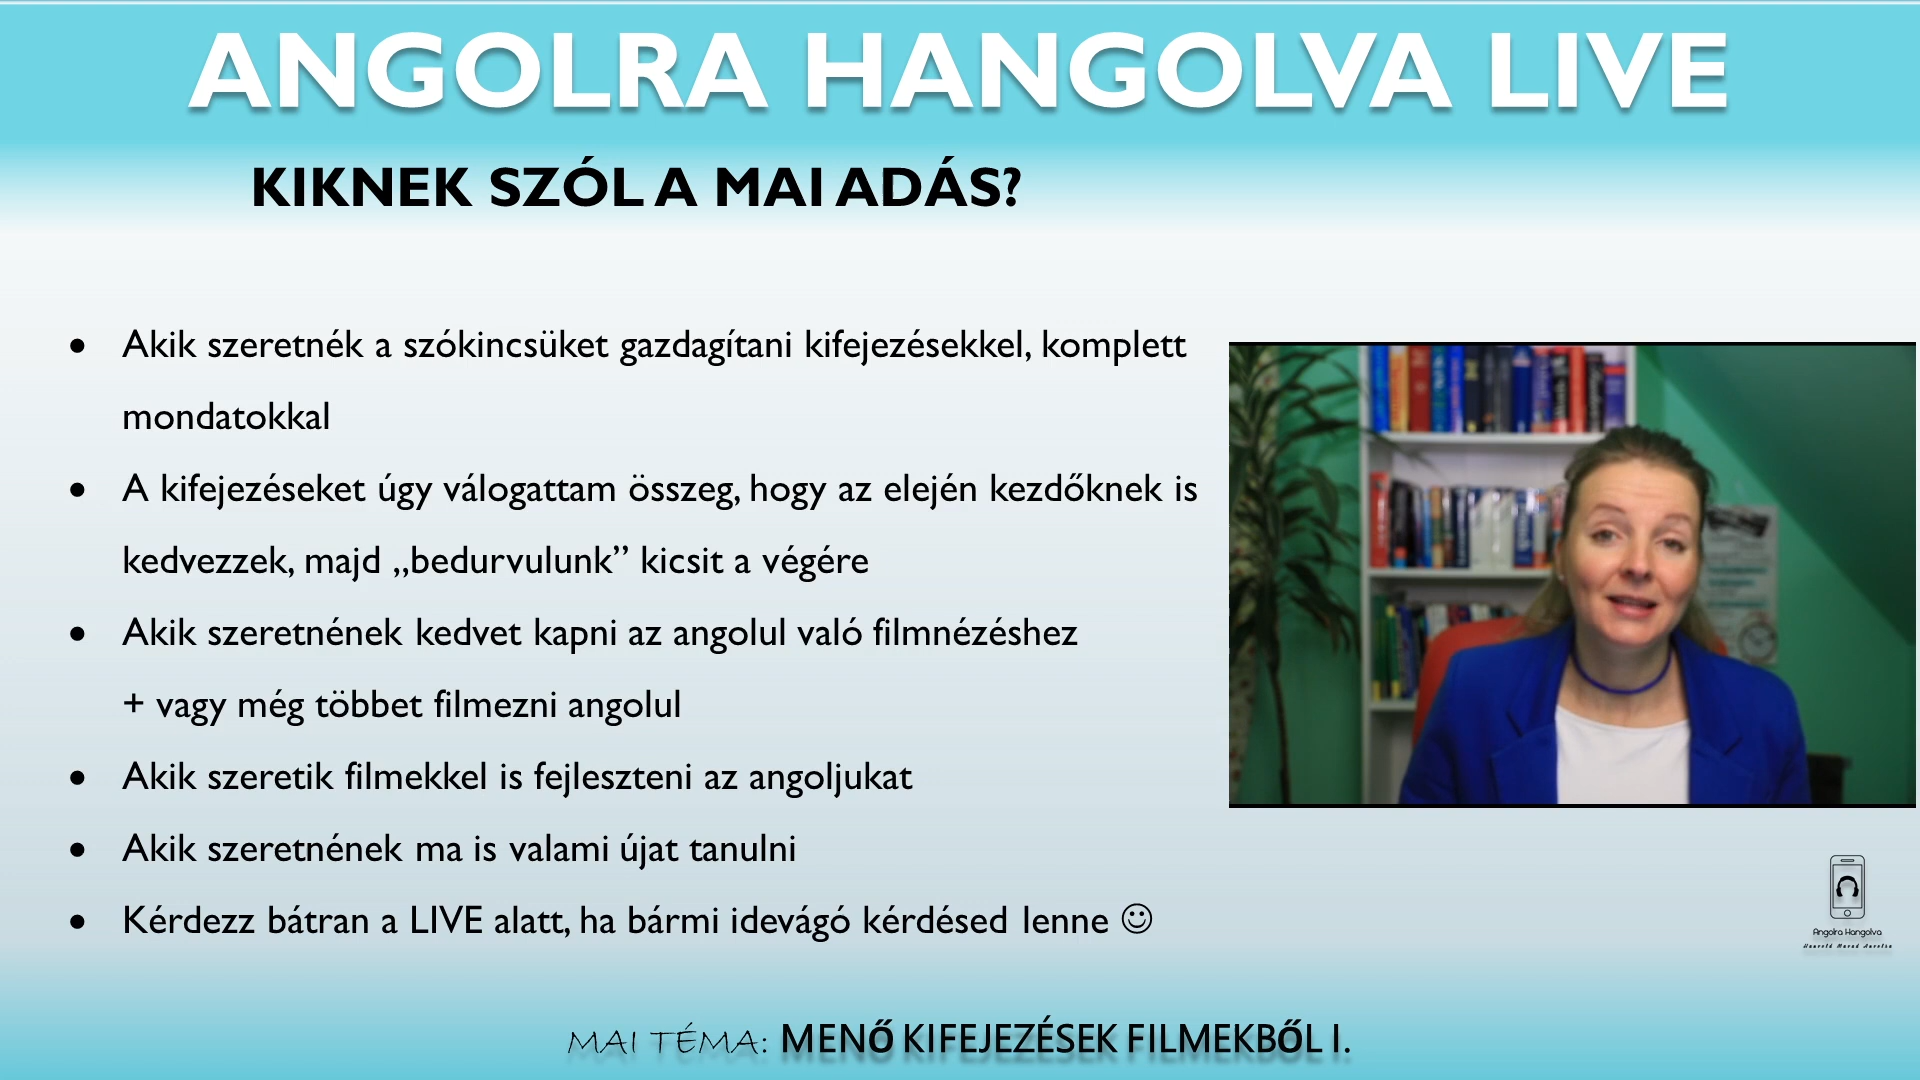 ANGOLRA HANGOLVA LIVE
KIKNEK SZÓL A MAI ADÁS?
• Akik szeretnék a szókincsüket gazdagítani kifejezésekkel, komplett
mondatokkal
• A kifejezéseket úgy válogattam összeg, hogy az elején kezdőknek is
kedvezzek, majd „bedurvulunk” kicsit a végére
• Akik szeretnének kedvet kapni az angolul való filmnézéshez
+ vagy még többet filmezni angolul
• Akik szeretik filmekkel is fejleszteni az angoljukat
• Akik szeretnének ma is valami újat tanulni
• Kérdezz bátran a LIVE alatt, ha bármi idevágó kérdésed lenne ☺
Angolra Hangolva
MAI TÉMA: MENŐ KIFEJEZÉSEK FILMEKBŐL I.